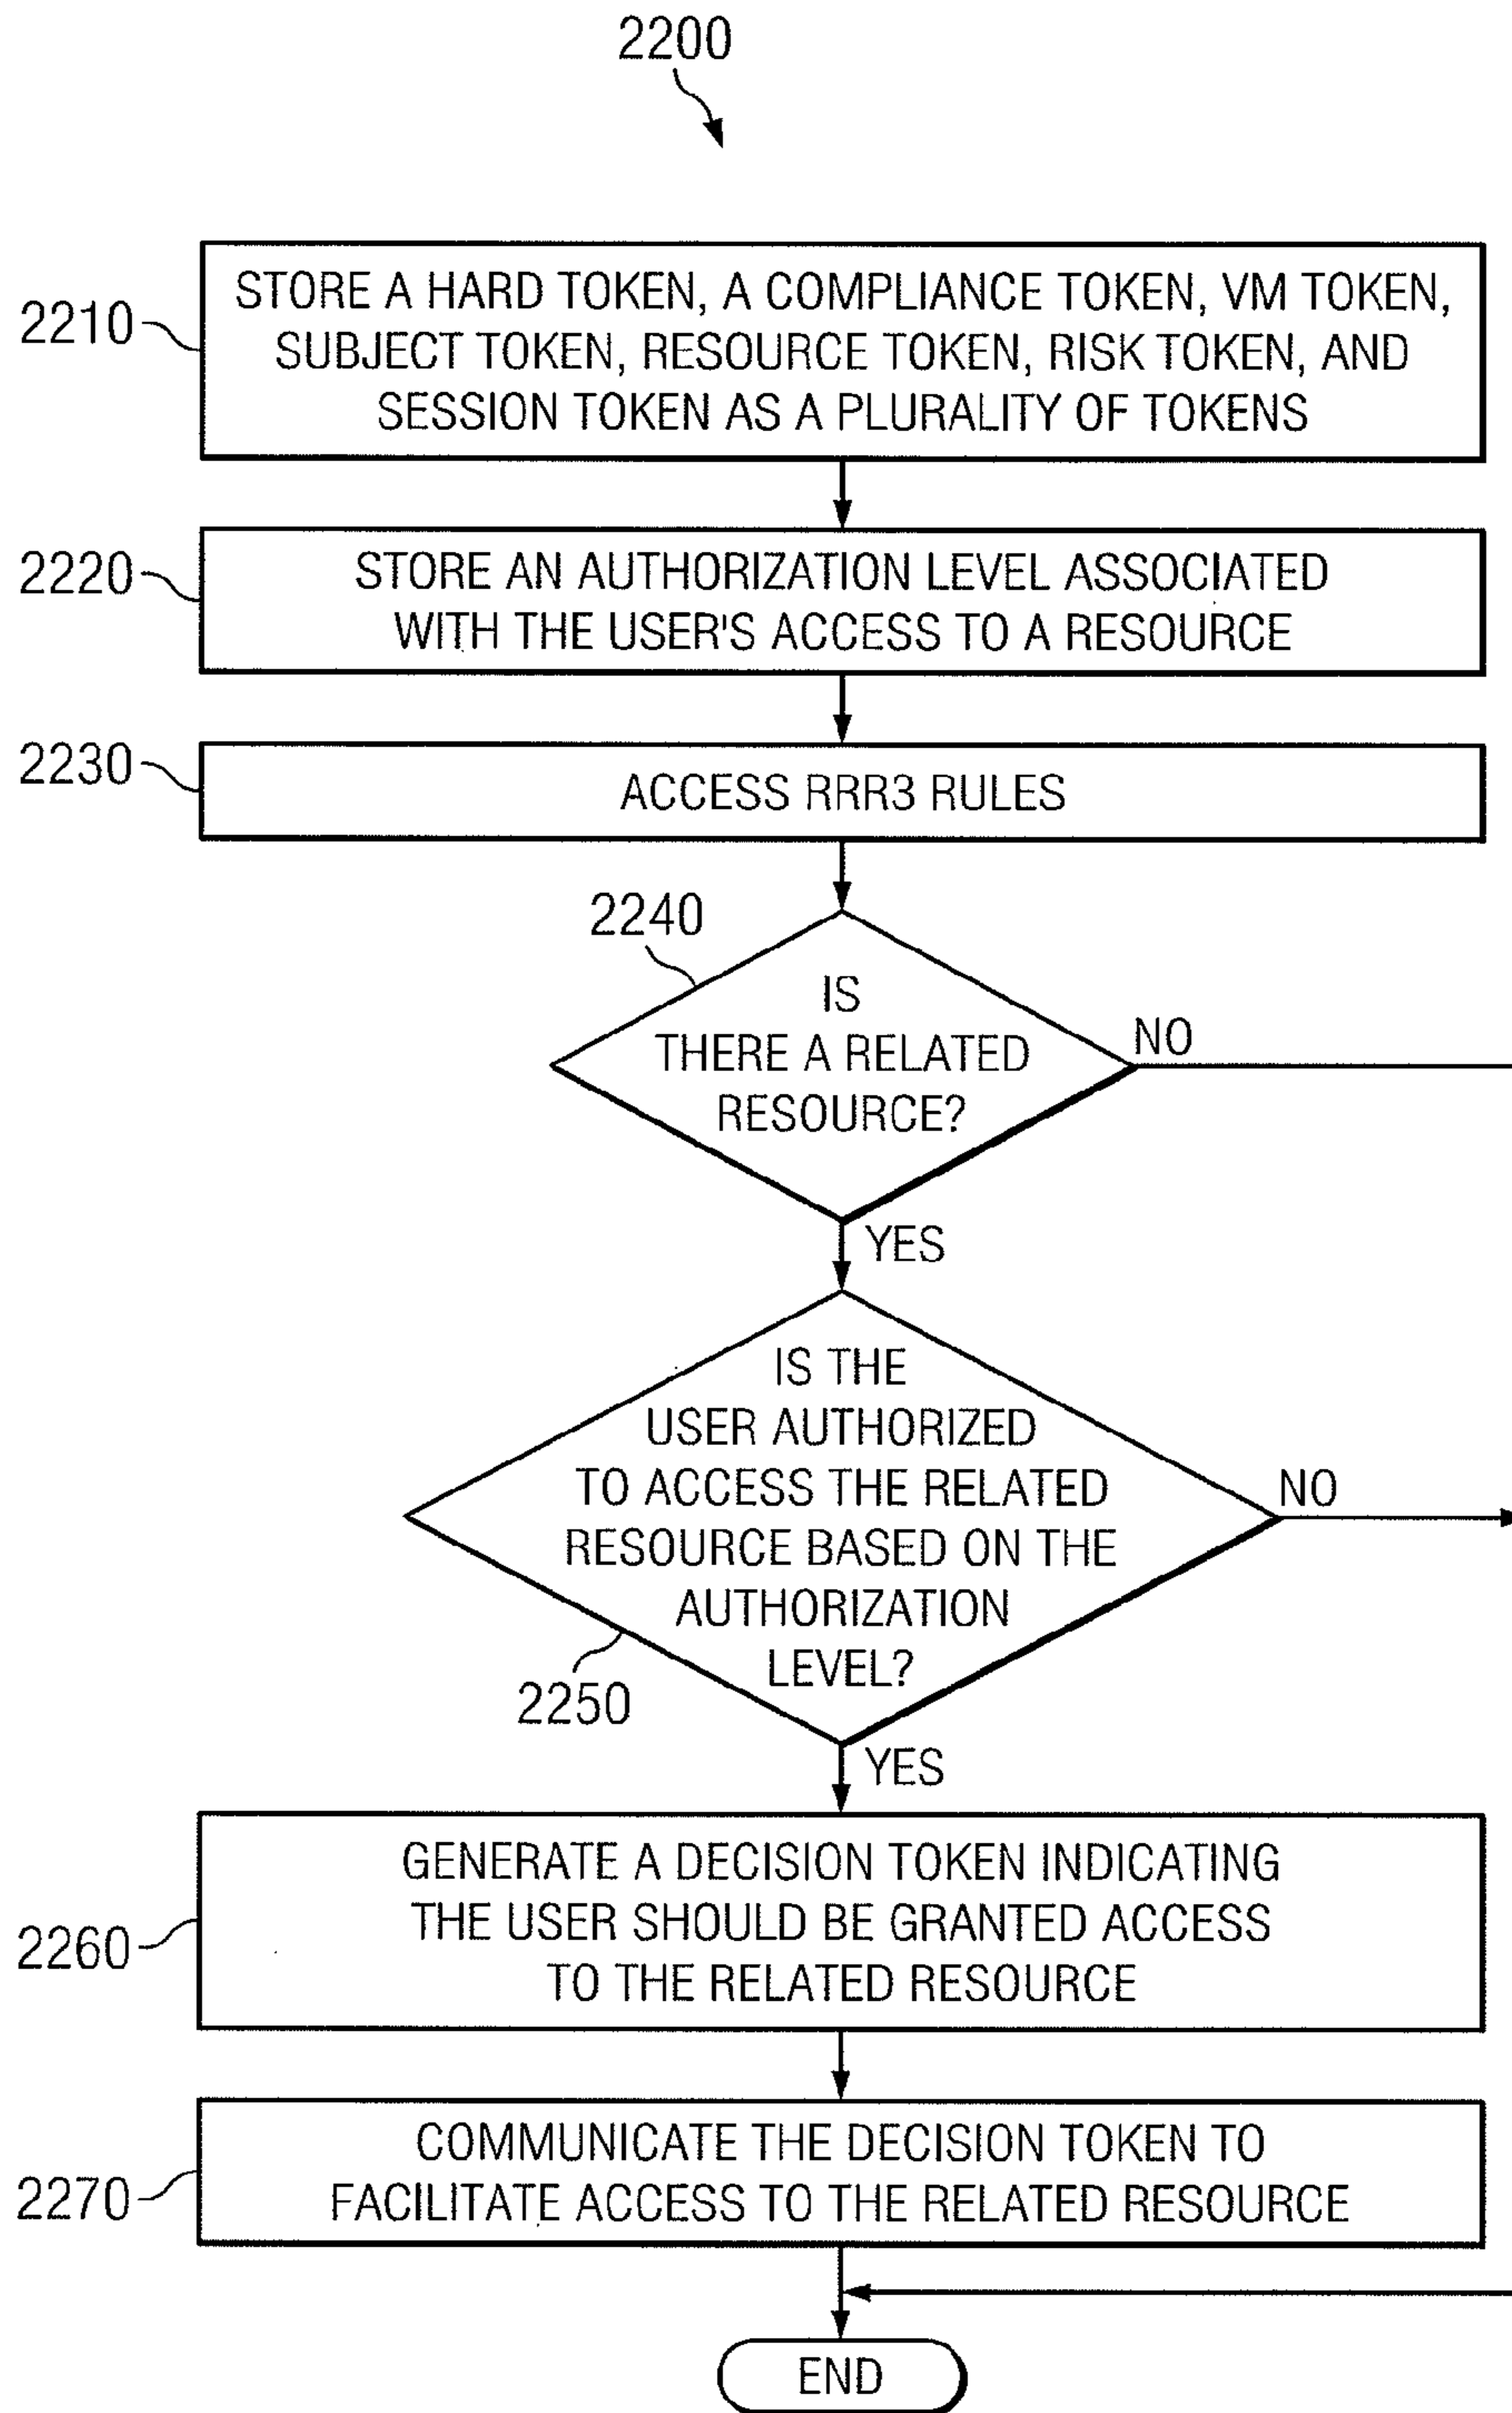 2200
2210
STORE A HARD TOKEN, A COMPLIANCE TOKEN, VM TOKEN,
SUBJECT TOKEN, RESOURCE TOKEN, RISK TOKEN, AND
SESSION TOKEN AS A PLURALITY OF TOKENS
2220
STORE AN AUTHORIZATION LEVEL ASSOCIATED
WITH THE USER'S ACCESS TO A RESOURCE
2230
ACCESS RRR3 RULES
2240
IS
THERE A RELATED
RESOURCE?
NO
YES
IS THE
USER AUTHORIZED
TO ACCESS THE RELATED
RESOURCE BASED ON THE
AUTHORIZATION
LEVEL?
NO
2250
YES
2260
GENERATE A DECISION TOKEN INDICATING
THE USER SHOULD BE GRANTED ACCESS
TO THE RELATED RESOURCE
2270
COMMUNICATE THE DECISION TOKEN TO
FACILITATE ACCESS TO THE RELATED RESOURCE
END